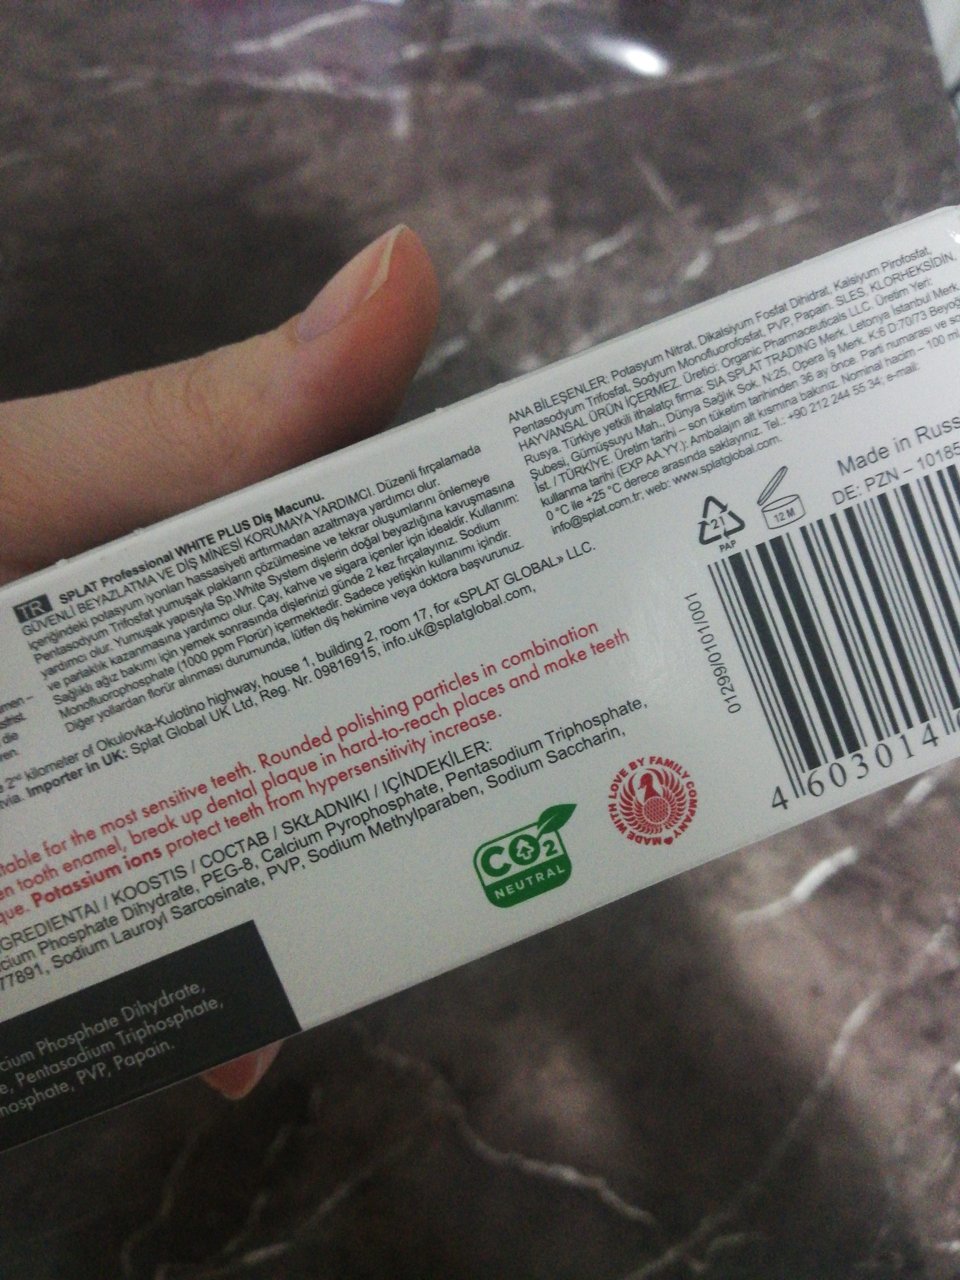 TR SPLAT Professional WHITE PLUS Diş Macunu.
GÜVENLİ BEYAZLATMA VE DİŞ MİNESİ KORUMAYA YARDIMCI. Düzenli fırçalamada
içeriğindeki potasyum iyonları hassasiyeti arttırmadan azaltmaya yardımcı olur.
Pentasodyum Trifosfat yumuşak plakların çözülmesine ve tekrar oluşumlarını önlemeye
yardımcı olur. Yumuşak yapısıyla Sp.White System dişlerin doğal beyazlığına kavuşmasına
ve parlaklık kazanmasına yardımcı olur. Çay, kahve ve sigara içenler için idealdir. Kullanım:
Sağlıklı ağız bakımı için yemek sonrasında dişlerinizi günde 2 kez fırçalayınız. Sodium
Monofluorophosphate (1000 ppm Florür) içermektedir. Sadece yetişkin kullanımı içindir.
Diğer yollardan florür alınması durumunda, lütfen diş hekimine veya doktora başvurunuz.
ANA BİLEŞENLER: Potasyum Nitrat, Dikalsiyum Fosfat Dihidrat, Kalsiyum Pirofosfat,
Pentasodyum Trifosfat, Sodyum Monofluorofosfat, PVP, Papain. SLES, KLORHEKSİDİN,
HAYVANSAL ÜRÜN İÇERMEZ. Üretici: Organic Pharmaceuticals LLC. Üretim Yeri:
Rusya. Türkiye yetkili ithalatçı firma: SIA SPLAT TRADING Merk. Letonya İstanbul Merk.
Şubesi, Gümüşsuyu Mah., Dünya Sağlık Sok. N:25, Opera İş Merk. K:6 D:70/73
İst. / TÜRKİYE. Üretim tarihi – son tüketim tarihinden 36 ay önce. Parti numarası ve
kullanma tarihi (EXP AA.YY.): Ambalajın alt kısmına bakınız. Nominal hacim – 100
0 °C ile +25 °C derece arasında saklayınız. Tel.: +90 212 244 55 34; e-mail:
info@splat.com.tr; web: www.splatglobal.com.
2nd kilometer of Okulovka-Kulotino highway, house 1, building 2, room 17, for «SPLAT GLOBAL» LLC.
Importer in UK: Splat Global UK Ltd, Reg. Nr. 09816915, info.uk@splatglobal.com,
for the most sensitive teeth. Rounded polishing particles in combination
tooth enamel, break up dental plaque in hard-to-reach places and make teeth
Potassium ions protect teeth from hypersensitivity increase.
/ KOOSTIS / СОСТАВ / SKŁADNIKI / İÇİNDEKİLER:
Phosphate Dihydrate, PEG-8, Calcium Pyrophosphate, Pentasodium Triphosphate,
77891, Sodium Lauroyl Sarcosinate, PVP, Sodium Methylparaben, Sodium Saccharin,
Phosphate Dihydrate,
Pentasodium Triphosphate,
PVP, Papain.
CO2
NEUTRAL
MADE WITH LOVE BY FAMILY COMPANY
21
PAP
12 M
Made in
DE: PZN – 10185
01299/0101/001
4 603014